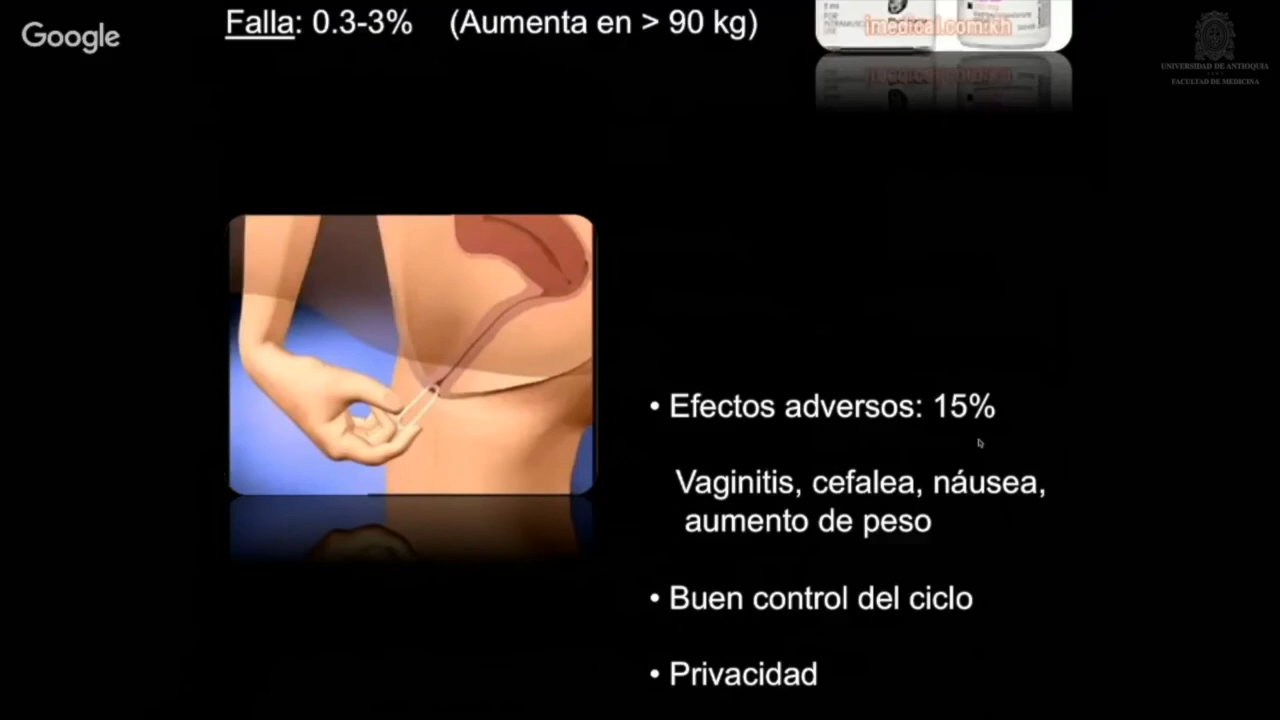 Google
Falla: 0.3-3% (Aumenta en > 90 kg)
imedical.com.kh
UNIVERSIDAD DE ANTIOQUIA
FACULTAD DE MEDICINA
• Efectos adversos: 15%
Vaginitis, cefalea, náusea,
aumento de peso
• Buen control del ciclo
• Privacidad